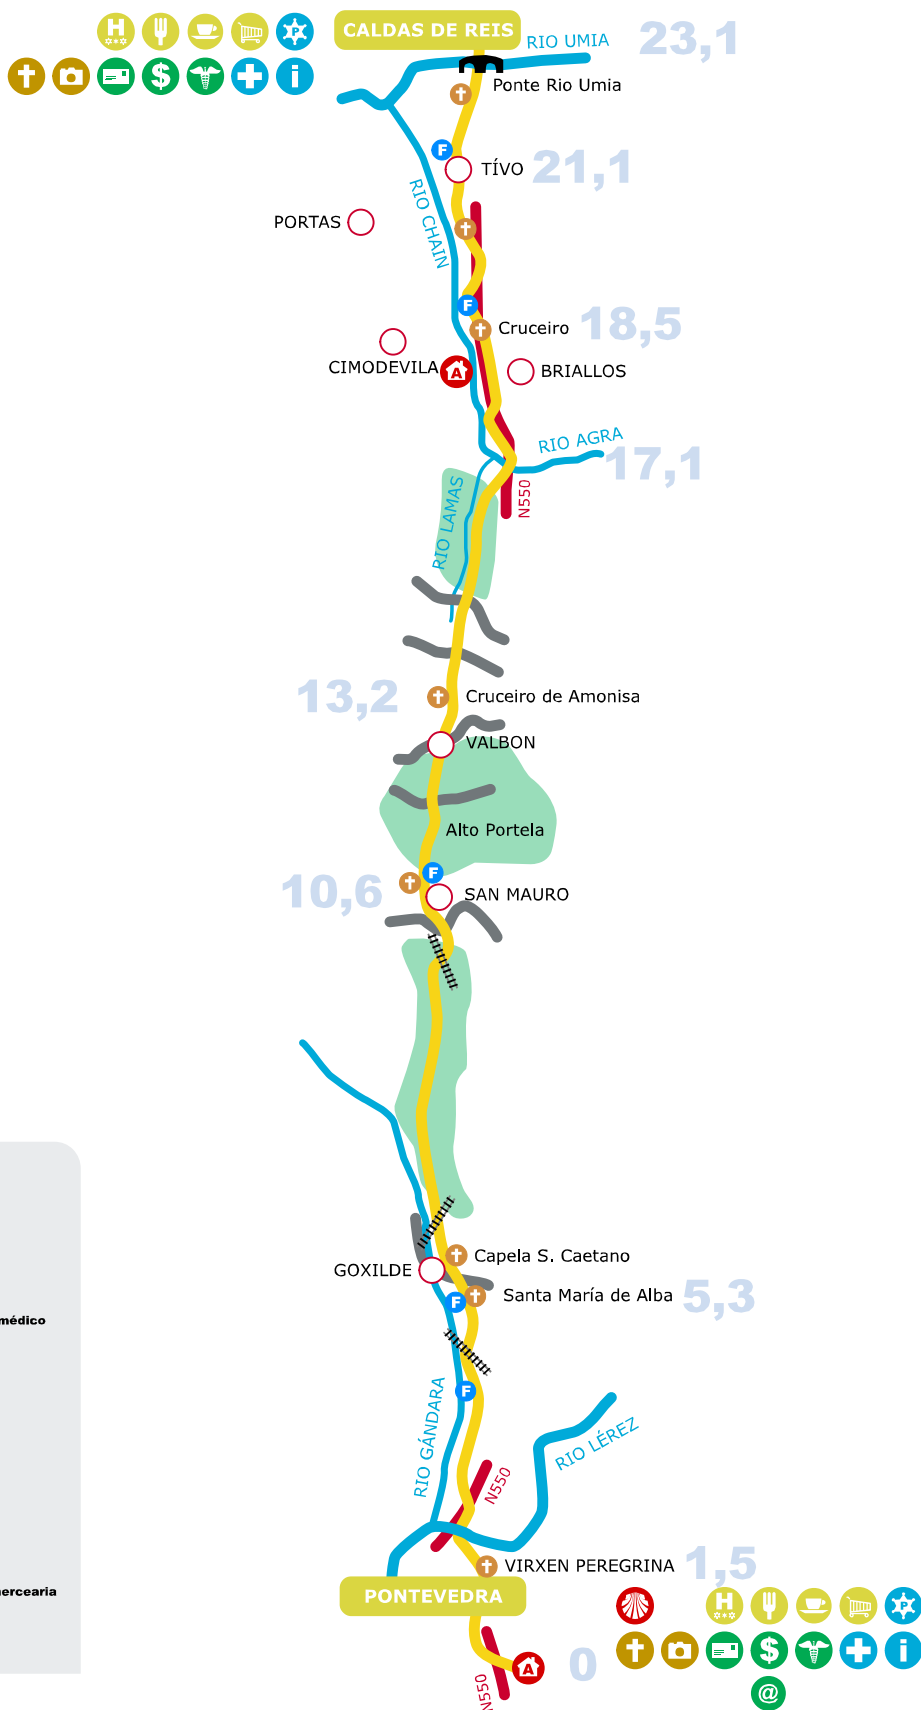 H
P
$
i
CALDAS DE REIS
RIO UMIA
23,1
Ponte Rio Umia
F
TÍVO
21,1
RIO CHAIN
PORTAS
F
Cruceiro
18,5
CIMODEVILA
A
BRIALLOS
RIO AGRA
17,1
N550
RIO LAMAS
13,2
Cruceiro de Amonisa
VALBON
Alto Portela
F
10,6
SAN MAURO
Capela S. Caetano
GOXILDE
Santa María de Alba
5,3
F
médico
F
RIO GÁNDARA
RIO LÉREZ
N550
VIRXEN PEREGRINA
1,5
PONTEVEDRA
H
P
$
i
@
N550
A
0